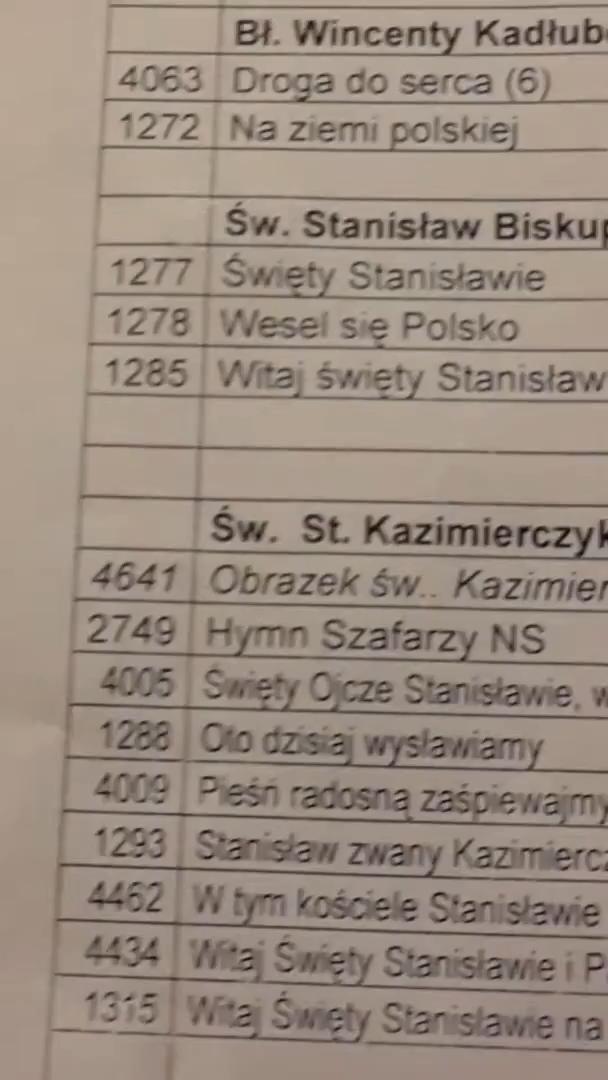 Bł. Wincenty Kadłub
4063 Droga do serca (6)
1272 Na ziemi polskiej
Św. Stanisław Biskup
1277 Święty Stanisławie
1278 Wesel się Polsko
1285 Witaj święty Stanisław
Św. St. Kazimierczyk
4641 Obrazek św.. Kazimier
2749 Hymn Szafarzy NS
4005 Święty Ojcze Stanisławie, w
1288 Oto dzisiaj wysławiamy
4009 Pieśń radosną zaśpiewajmy
1293 Stanisław zwany Kazimiercz
4462 W tym kościele Stanisławie
4434 Witaj Święty Stanisławie i P
1315 Witaj Święty Stanisławie na